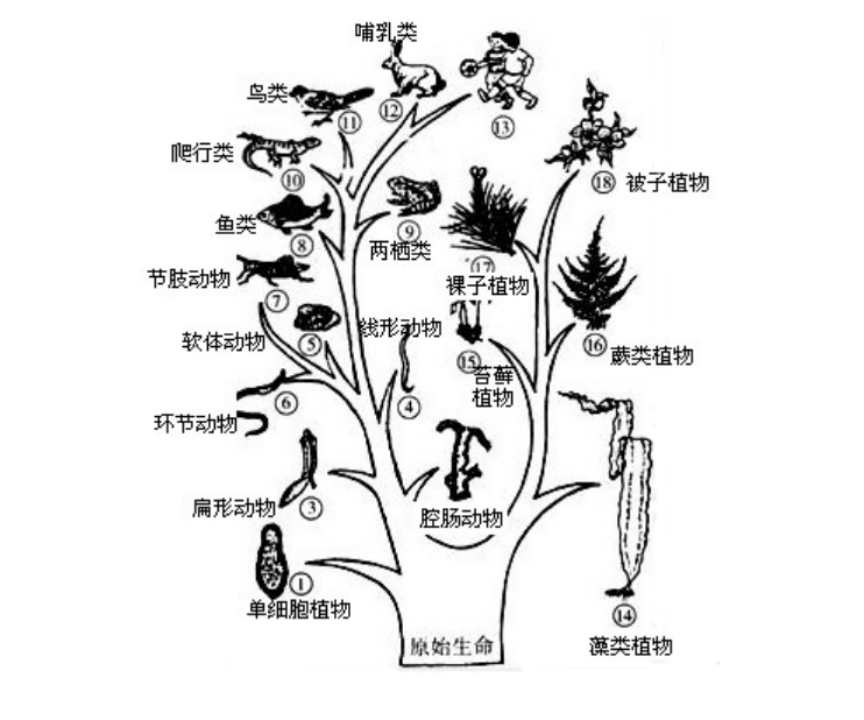 哺乳类
鸟类
⑫
⑪
⑬
爬行类
⑩
⑱ 被子植物
鱼类
⑧
⑨
两栖类
⑰
裸子植物
节肢动物
⑦
软体动物
⑤
线形动物
⑮
苔鲜
植物
⑯
蕨类植物
⑥
④
环节动物
扁形动物
③
腔肠动物
①
单细胞植物
⑭
藻类植物
原始生命